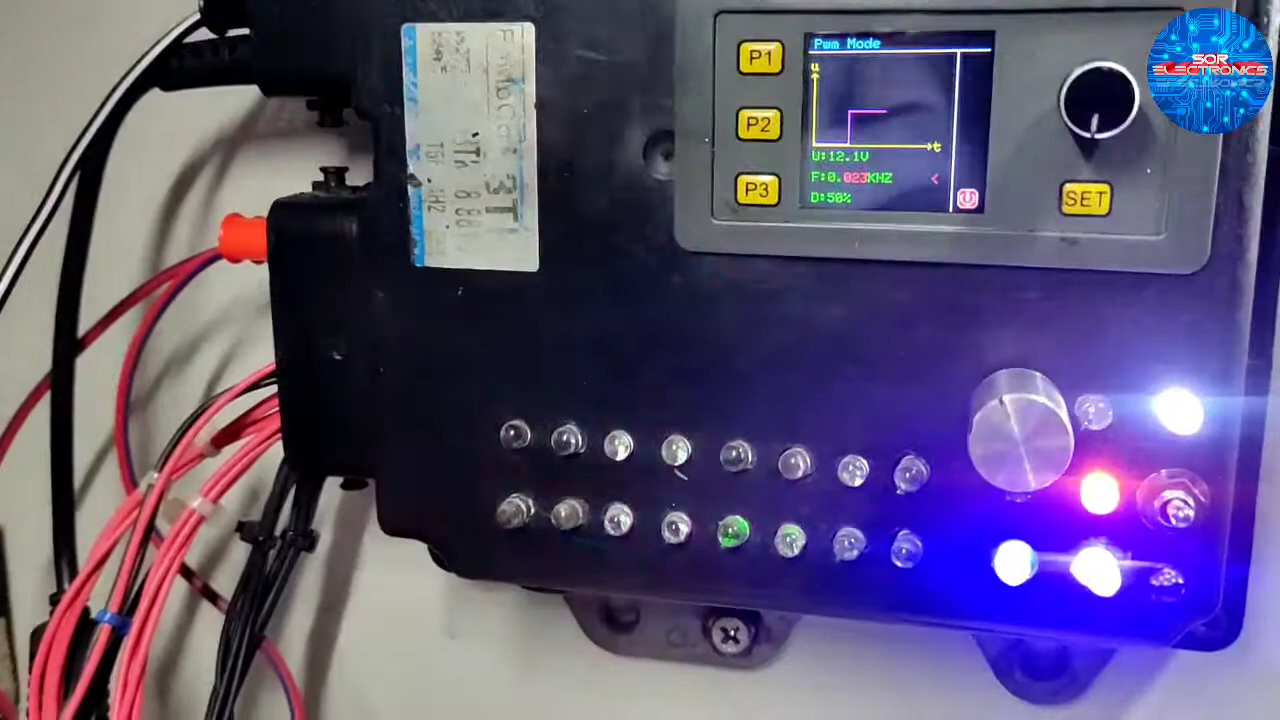 Pwm Mode
u
t
U:12.1V
F:0.023KHZ <
D:50%
P1
P2
P3
SET
SOR
ELECTRONICS